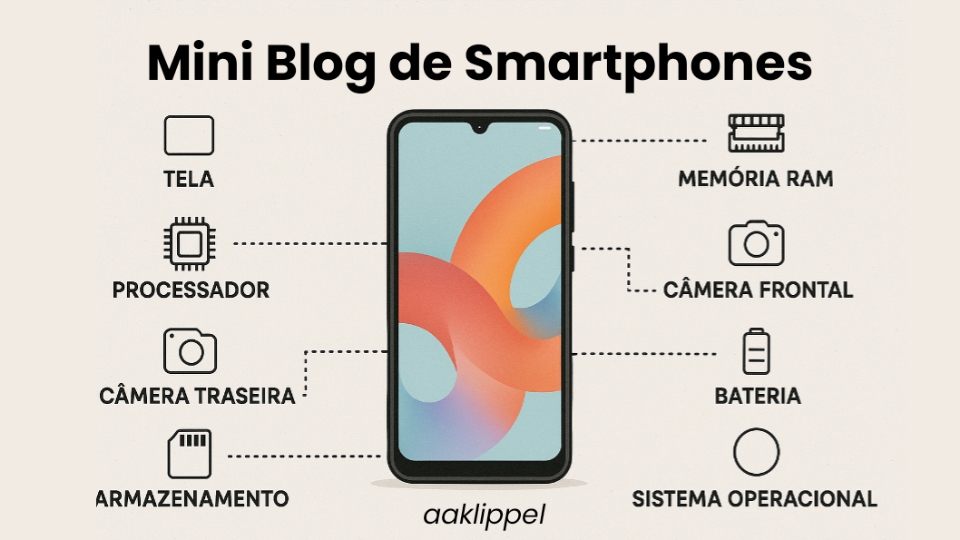 Mini Blog de Smartphones
TELA
PROCESSADOR
CÂMERA TRASEIRA
ARMAZENAMENTO
MEMÓRIA RAM
CÂMERA FRONTAL
BATERIA
SISTEMA OPERACIONAL
aaklippel